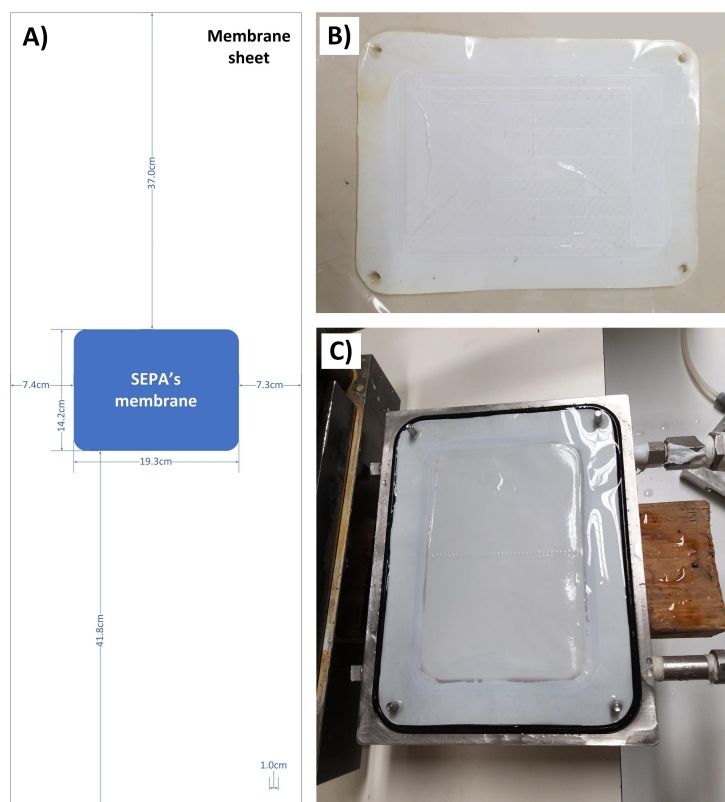 A)
Membrane
sheet
37.0cm
SEPA's
membrane
7.4cm
7.3cm
14.2cm
19.3cm
41.8cm
1.0cm
B)
C)